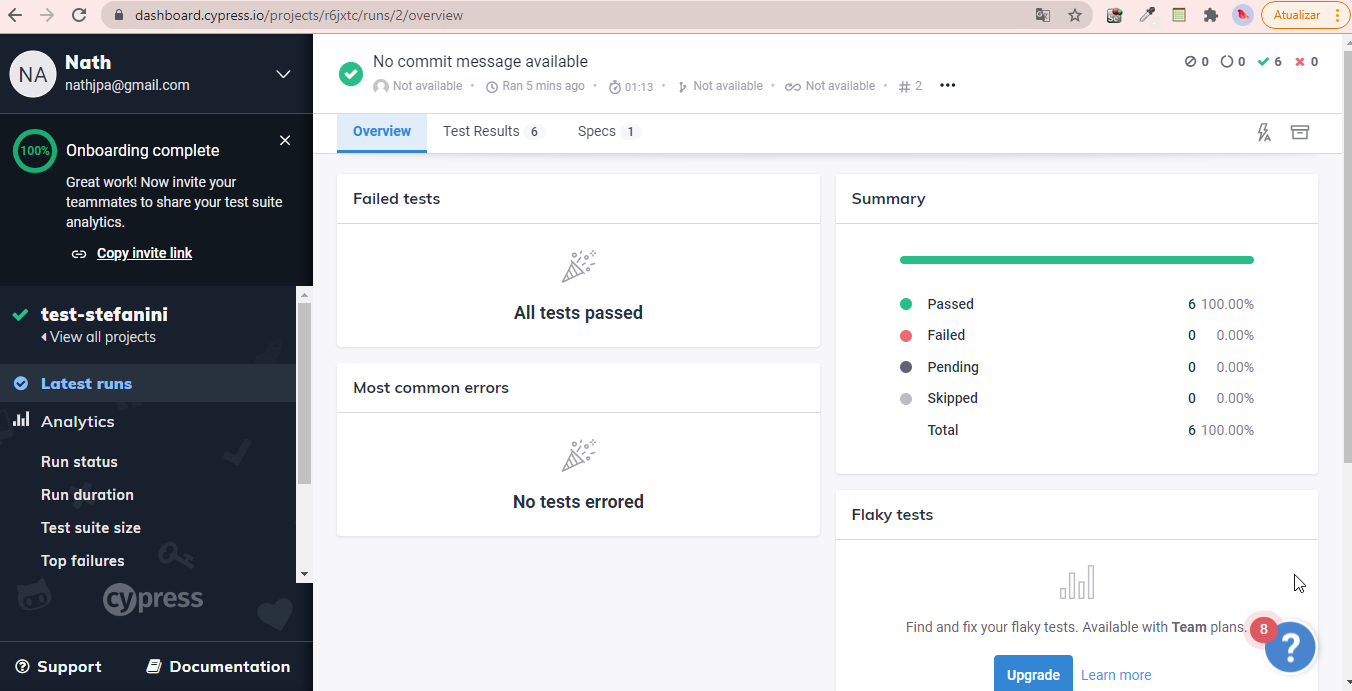 dashboard.cypress.io/projects/r6jxtc/runs/2/overview
Atualizar
NA
Nath
nathjpa@gmail.com
100%
Onboarding complete
Great work! Now invite your
teammates to share your test suite
analytics.
Copy invite link
test-stefanini
View all projects
Latest runs
Analytics
Run status
Run duration
Test suite size
Top failures
cypress
Support
Documentation
No commit message available
0 0 6 0
Not available • Ran 5 mins ago • 01:13 • Not available • Not available • # 2
Overview Test Results 6 Specs 1
Failed tests
All tests passed
Most common errors
No tests errored
Summary
Passed 6 100.00%
Failed 0 0.00%
Pending 0 0.00%
Skipped 0 0.00%
Total 6 100.00%
Flaky tests
Find and fix your flaky tests. Available with Team plans.
Upgrade Learn more
8
?